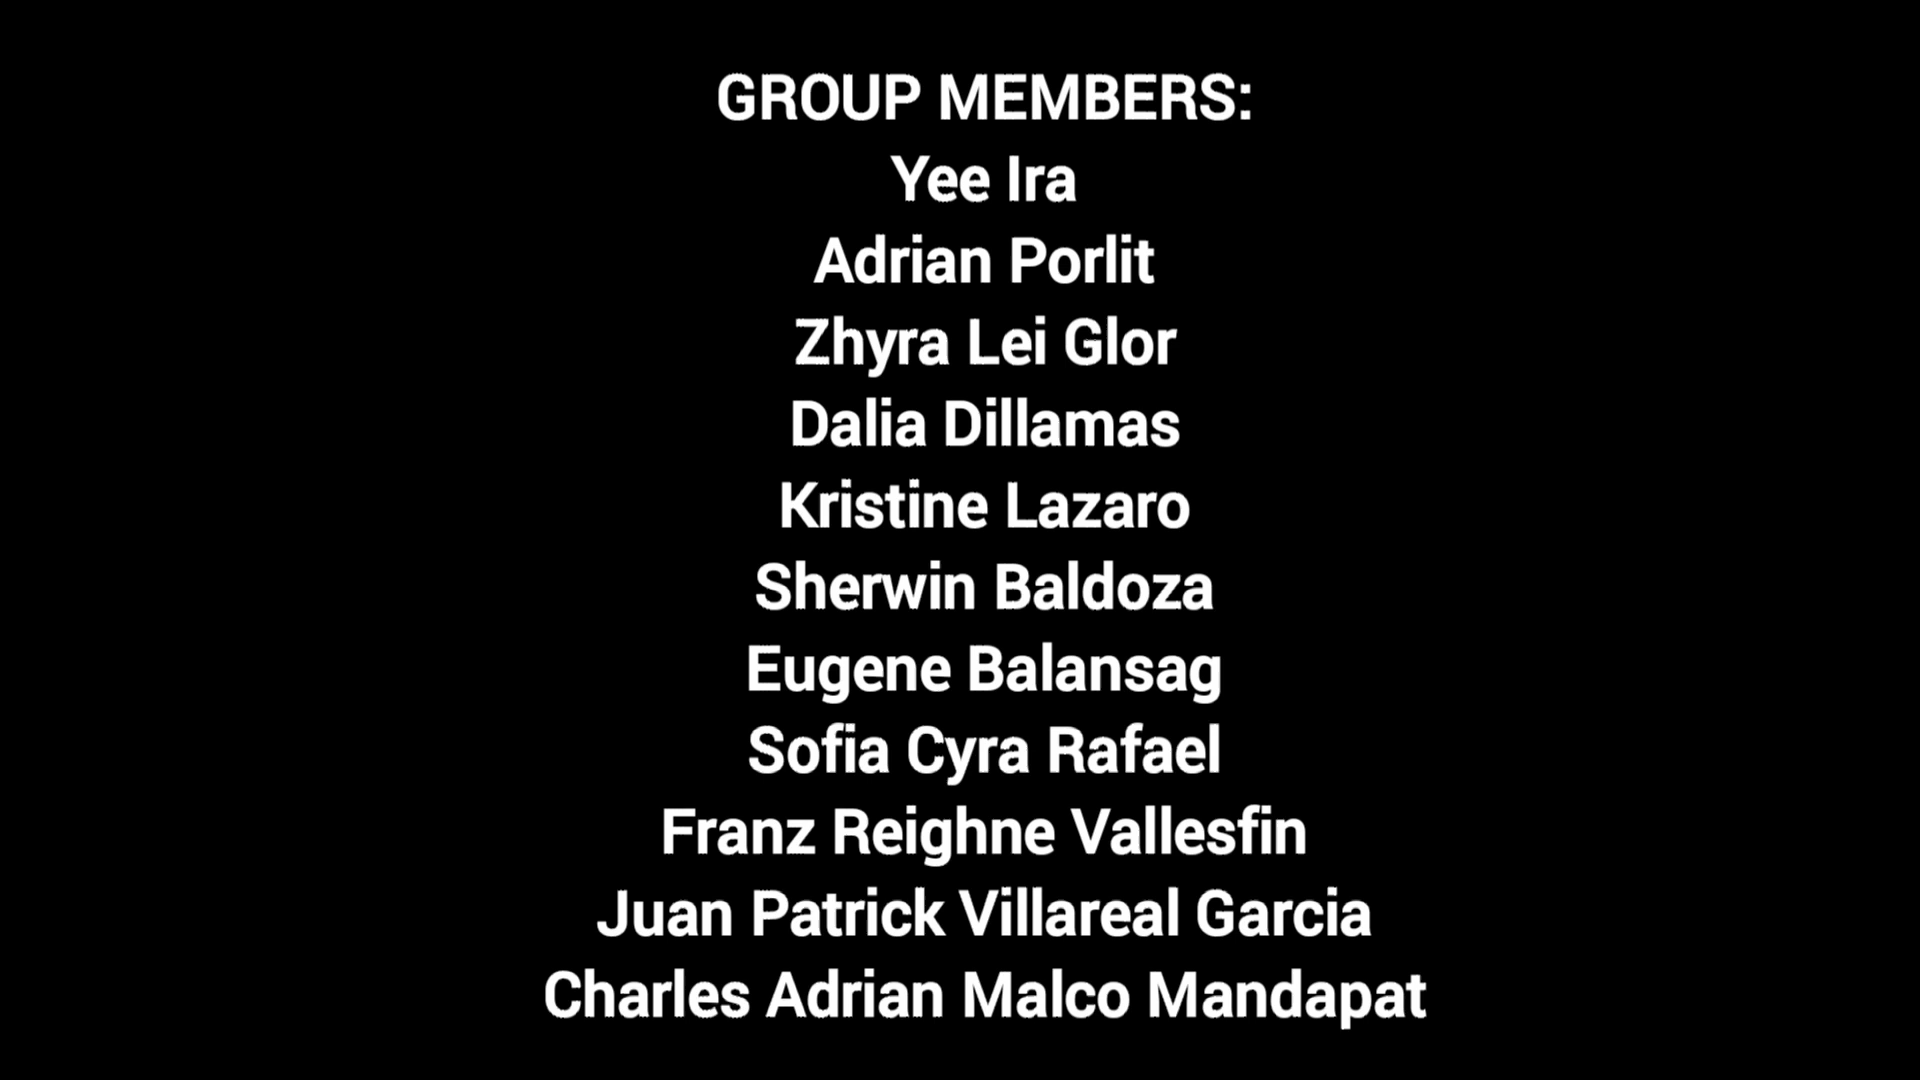 GROUP MEMBERS:
Yee Ira
Adrian Porlit
Zhyra Lei Glor
Dalia Dillamas
Kristine Lazaro
Sherwin Baldoza
Eugene Balansag
Sofia Cyra Rafael
Franz Reighne Vallesfin
Juan Patrick Villareal Garcia
Charles Adrian Malco Mandapat